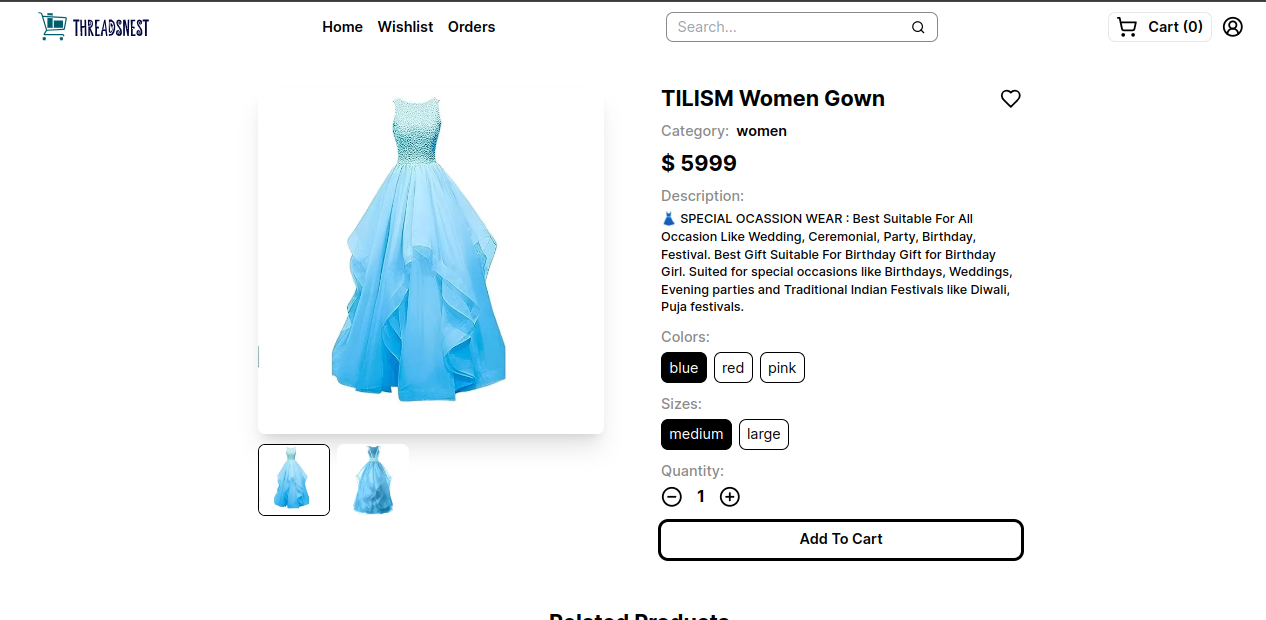 THREADSNEST
Home Wishlist Orders
Search...
Cart (0)
TILISM Women Gown
Category: women
$ 5999
Description:
👗 SPECIAL OCASSION WEAR : Best Suitable For All
Occasion Like Wedding, Ceremonial, Party, Birthday,
Festival. Best Gift Suitable For Birthday Gift for Birthday
Girl. Suited for special occasions like Birthdays, Weddings,
Evening parties and Traditional Indian Festivals like Diwali,
Puja festivals.
Colors:
blue red pink
Sizes:
medium large
Quantity:
1
Add To Cart
Related Products